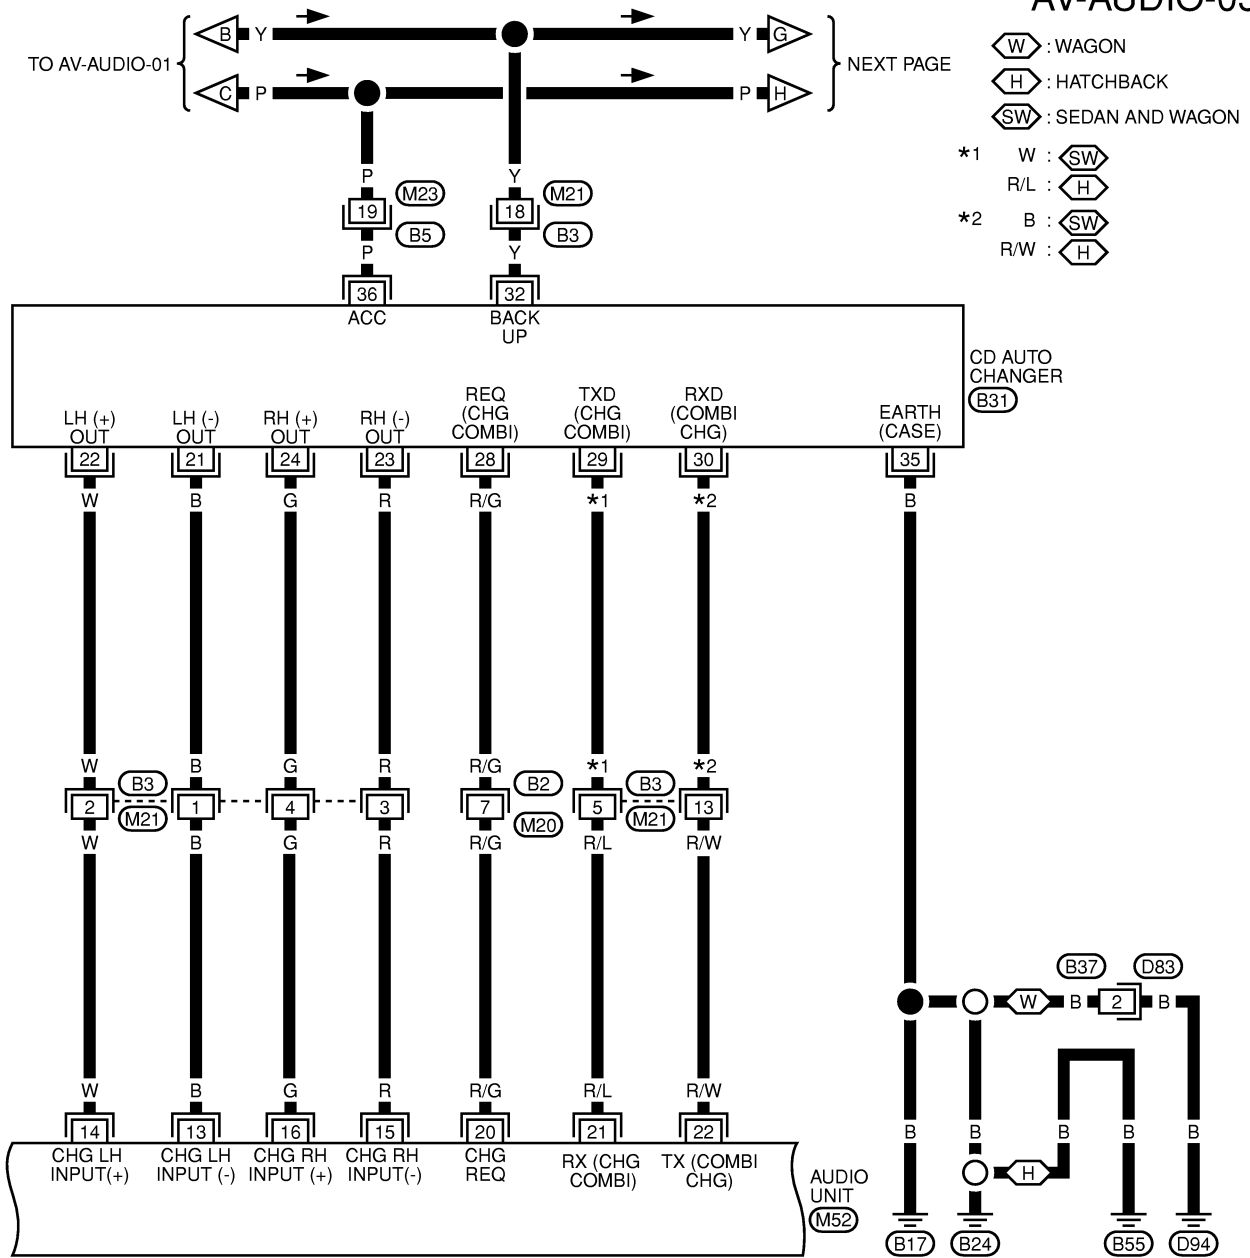 AV-AUDIO-03
B Y Y G
TO AV-AUDIO-01
NEXT PAGE
C P P H
W : WAGON
H : HATCHBACK
SW : SEDAN AND WAGON
*1 W : SW
R/L : H
*2 B : SW
R/W : H
P Y
M23 M21
19 18
B5 B3
P Y
36 32
ACC
BACK
UP
CD AUTO
CHANGER
B31
LH (+)
OUT
LH (-)
OUT
RH (+)
OUT
RH (-)
OUT
REQ
(CHG
COMBI)
TXD
(CHG
COMBI)
RXD
(COMBI
CHG)
EARTH
(CASE)
22 21 24 23 28 29 30 35
W B G R R/G *1 *2 B
W B G R R/G *1 *2
B3 B2 B3
2 1 4 3 7 5 13
M21 M20 M21
W B G R R/G R/L R/W
B37 D83
W B 2 B
W B G R R/G R/L R/W
B B B B B
14 13 16 15 20 21 22
CHG LH
INPUT(+)
CHG LH
INPUT (-)
CHG RH
INPUT (+)
CHG RH
INPUT(-)
CHG
REQ
RX (CHG
COMBI)
TX (COMBI
CHG)
AUDIO
UNIT
M52
H
B17 B24 B55 D94